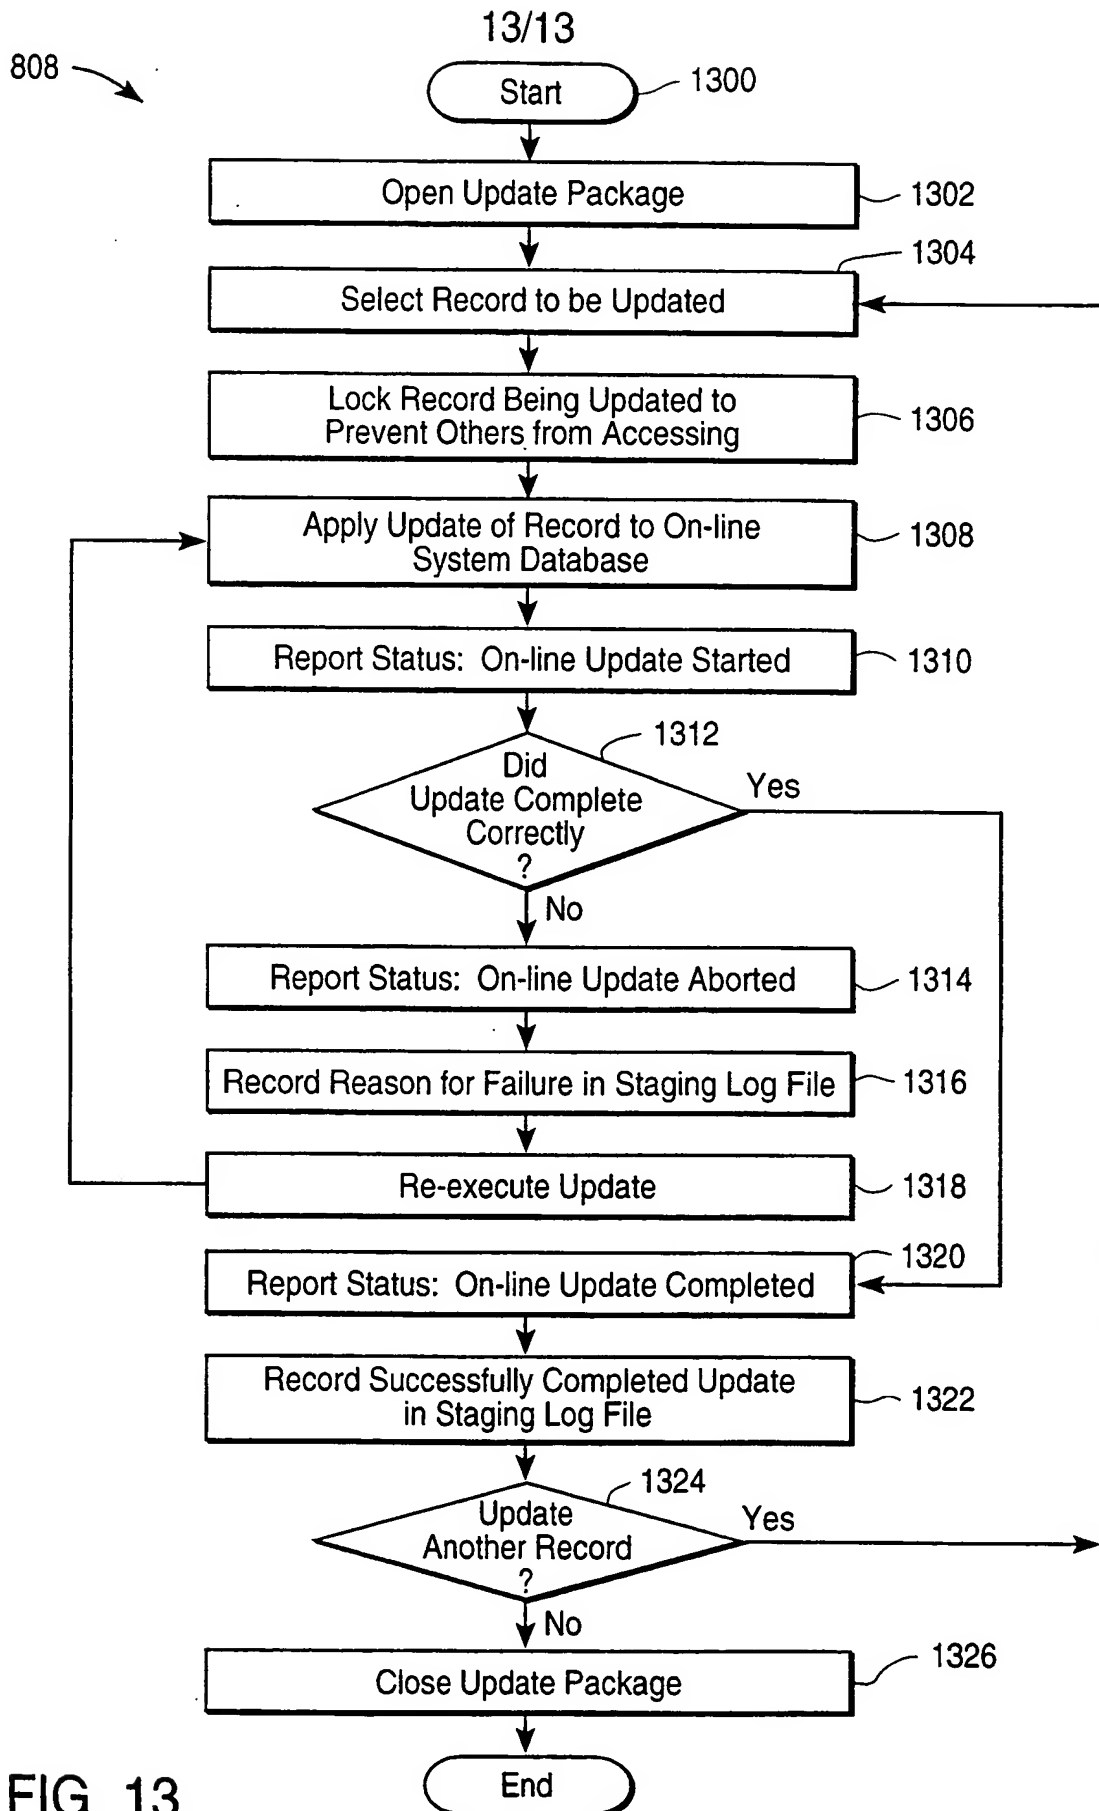 13/13
808
Start
1300
Open Update Package
1302
1304
Select Record to be Updated
Lock Record Being Updated to
Prevent Others from Accessing
1306
Apply Update of Record to On-line
System Database
1308
Report Status: On-line Update Started
1310
1312
Did
Update Complete
Correctly
?
Yes
No
Report Status: On-line Update Aborted
1314
Record Reason for Failure in Staging Log File
1316
Re-execute Update
1318
1320
Report Status: On-line Update Completed
Record Successfully Completed Update
in Staging Log File
1322
1324
Update
Another Record
?
Yes
No
1326
Close Update Package
End
FIG. 13